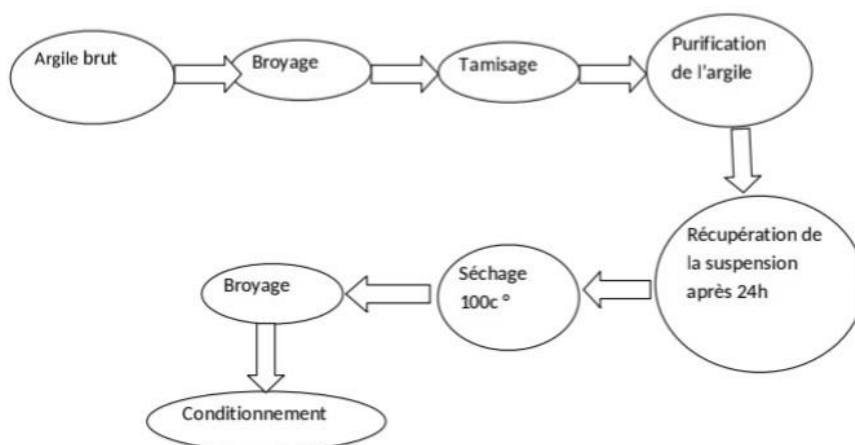 Argile brut
Broyage
Tamisage
Purification
de l'argile
Récupération de
la suspension
après 24h
Séchage
100c °
Broyage
Conditionnement